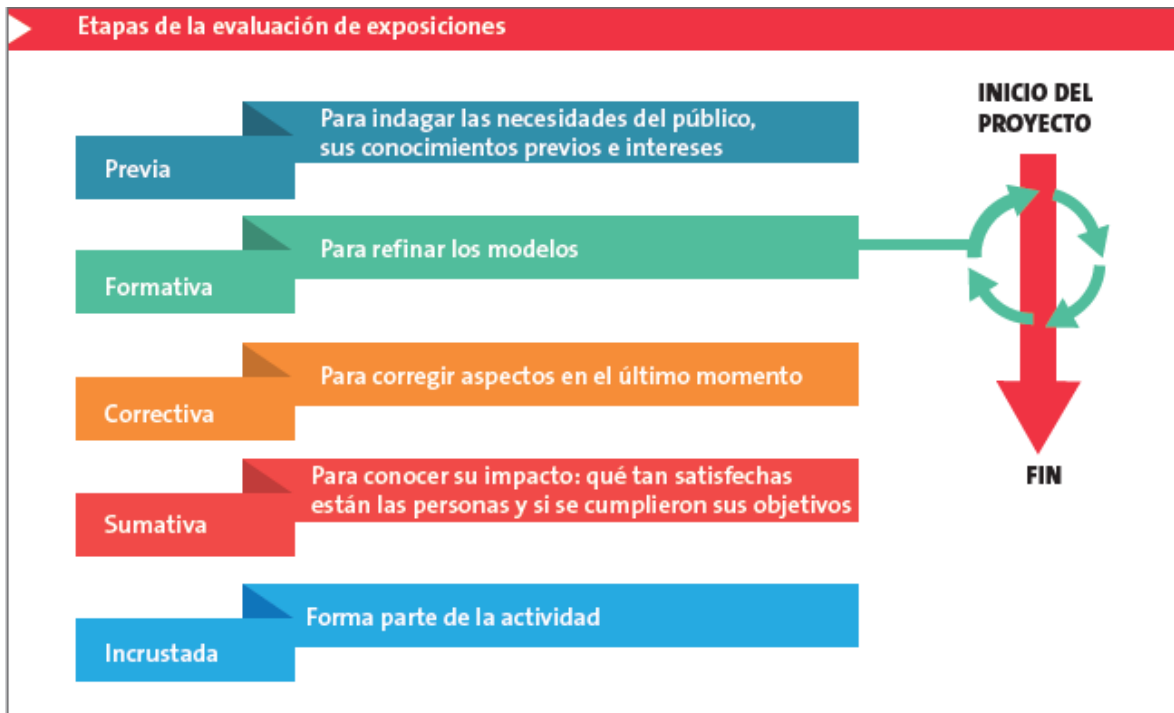 Etapas de la evaluación de exposiciones
INICIO DEL
PROYECTO
Para indagar las necesidades del público,
sus conocimientos previos e intereses
Previa
Para refinar los modelos
Formativa
Para corregir aspectos en el último momento
Correctiva
Para conocer su impacto: qué tan satisfechas
están las personas y si se cumplieron sus objetivos
Sumativa
FIN
Forma parte de la actividad
Incrustada